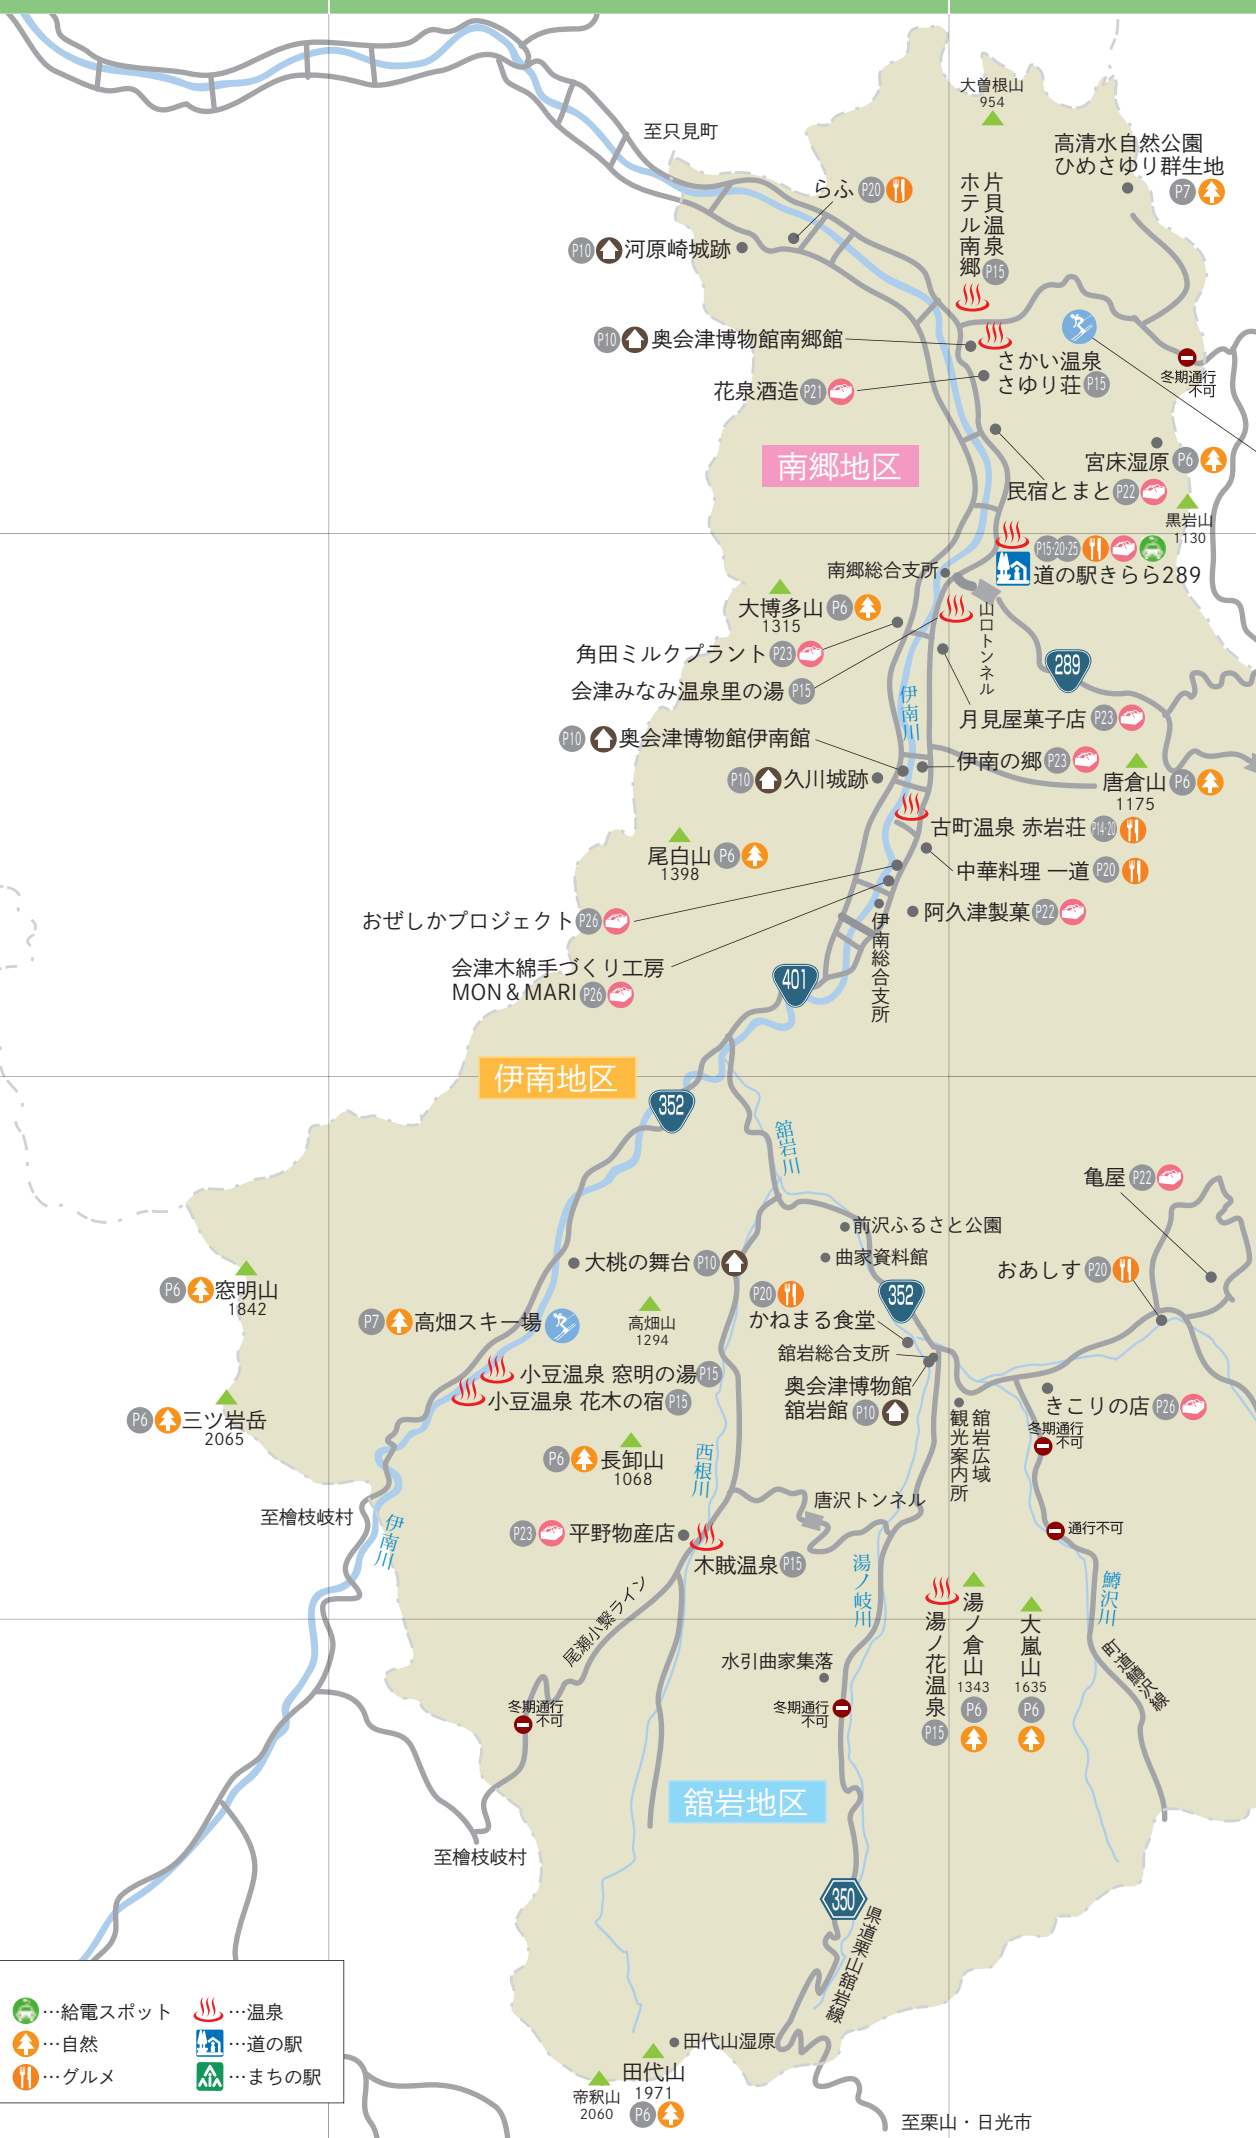 大曽根山
954
至只見町
高清水自然公園
ひめさゆり群生地
P7
らふ P20
片貝温泉
ホテル南郷
P15
P10 河原崎城跡
P10 奥会津博物館南郷館
さかい温泉
さゆり荘 P15
冬期通行
不可
花泉酒造 P21
南郷地区
宮床湿原 P6
民宿とまと P22
黒岩山
1130
P15·20·25
道の駅きらら289
南郷総合支所
大博多山 P6
1315
山口トンネル
角田ミルクプラント P23
289
会津みなみ温泉里の湯 P15
伊南川
月見屋菓子店 P23
P10 奥会津博物館伊南館
伊南の郷 P23
P10 久川城跡
唐倉山 P6
1175
古町温泉 赤岩荘 P14·20
尾白山 P6
1398
中華料理 一道 P20
おぜしかプロジェクト P26
阿久津製菓 P22
伊南総合支所
会津木綿手づくり工房
MON＆MARI P26
401
伊南地区
352
舘岩川
亀屋 P22
前沢ふるさと公園
大桃の舞台 P10
曲家資料館
おあしす P20
P6 窓明山
1842
P20
かねまる食堂
352
P7 高畑スキー場
高畑山
1294
舘岩総合支所
小豆温泉 窓明の湯 P15
小豆温泉 花木の宿 P15
奥会津博物館
舘岩館 P10
きこりの店 P26
P6 三ツ岩岳
2065
舘岩広域
観光案内所
冬期通行
不可
P6 長卸山
1068
西根川
至檜枝岐村
伊南川
唐沢トンネル
P23 平野物産店
通行不可
木賊温泉 P15
湯ノ岐川
鱒沢川
尾瀬小繋ライン
湯ノ花温泉
P15
湯ノ倉山
1343
P6
大嵐山
1635
P6
町道鱒沢線
水引曲家集落
冬期通行
不可
冬期通行
不可
舘岩地区
至檜枝岐村
350
県道栗山舘岩線
…給電スポット
…温泉
…自然
…道の駅
…グルメ
…まちの駅
田代山湿原
田代山
1971
P6
帝釈山
2060
至栗山・日光市